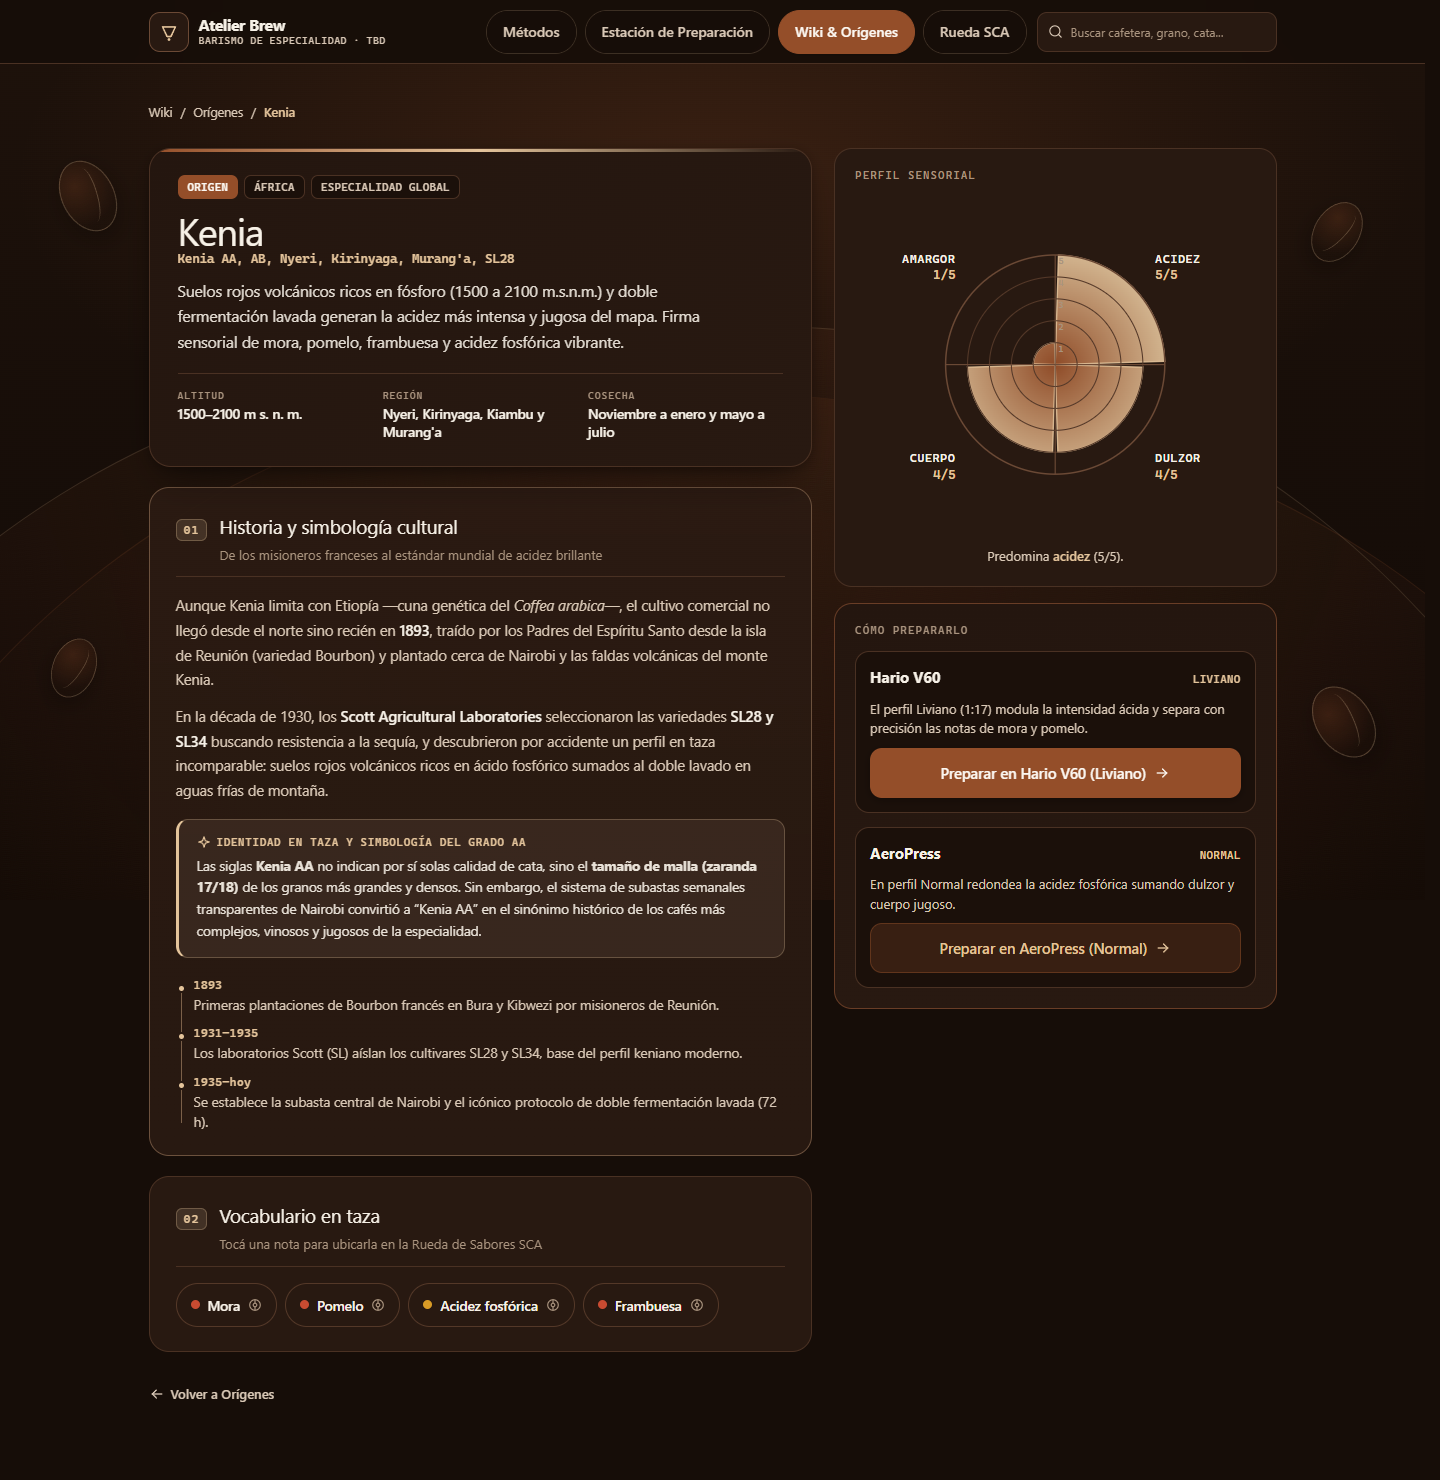 Atelier Brew
BARISMO DE ESPECIALIDAD · TBD
Métodos
Estación de Preparación
Wiki & Orígenes
Rueda SCA
Buscar cafetera, grano, cata...
Wiki / Orígenes / Kenia
ORIGEN
ÁFRICA
ESPECIALIDAD GLOBAL
Kenia
Kenia AA, AB, Nyeri, Kirinyaga, Murang'a, SL28
Suelos rojos volcánicos ricos en fósforo (1500 a 2100 m.s.n.m.) y doble
fermentación lavada generan la acidez más intensa y jugosa del mapa. Firma
sensorial de mora, pomelo, frambuesa y acidez fosfórica vibrante.
ALTITUD
1500–2100 m s. n. m.
REGIÓN
Nyeri, Kirinyaga, Kiambu y
Murang'a
COSECHA
Noviembre a enero y mayo a
julio
01
Historia y simbología cultural
De los misioneros franceses al estándar mundial de acidez brillante
Aunque Kenia limita con Etiopía —cuna genética del Coffea arabica—, el cultivo comercial no
llegó desde el norte sino recién en 1893, traído por los Padres del Espíritu Santo desde la isla
de Reunión (variedad Bourbon) y plantado cerca de Nairobi y las faldas volcánicas del monte
Kenia.
En la década de 1930, los Scott Agricultural Laboratories seleccionaron las variedades SL28 y
SL34 buscando resistencia a la sequía, y descubrieron por accidente un perfil en taza
incomparable: suelos rojos volcánicos ricos en ácido fosfórico sumados al doble lavado en
aguas frías de montaña.
IDENTIDAD EN TAZA Y SIMBOLOGÍA DEL GRADO AA
Las siglas Kenia AA no indican por sí solas calidad de cata, sino el tamaño de malla (zaranda
17/18) de los granos más grandes y densos. Sin embargo, el sistema de subastas semanales
transparentes de Nairobi convirtió a “Kenia AA” en el sinónimo histórico de los cafés más
complejos, vinosos y jugosos de la especialidad.
1893
Primeras plantaciones de Bourbon francés en Bura y Kibwezi por misioneros de Reunión.
1931–1935
Los laboratorios Scott (SL) aíslan los cultivares SL28 y SL34, base del perfil keniano moderno.
1935–hoy
Se establece la subasta central de Nairobi y el icónico protocolo de doble fermentación lavada (72
h).
02
Vocabulario en taza
Tocá una nota para ubicarla en la Rueda de Sabores SCA
Mora
Pomelo
Acidez fosfórica
Frambuesa
Volver a Orígenes
PERFIL SENSORIAL
AMARGOR
1/5
ACIDEZ
5/5
2
1
CUERPO
4/5
DULZOR
4/5
Predomina acidez (5/5).
CÓMO PREPARARLO
Hario V60
LIVIANO
El perfil Liviano (1:17) modula la intensidad ácida y separa con
precisión las notas de mora y pomelo.
Preparar en Hario V60 (Liviano)
AeroPress
NORMAL
En perfil Normal redondea la acidez fosfórica sumando dulzor y
cuerpo jugoso.
Preparar en AeroPress (Normal)